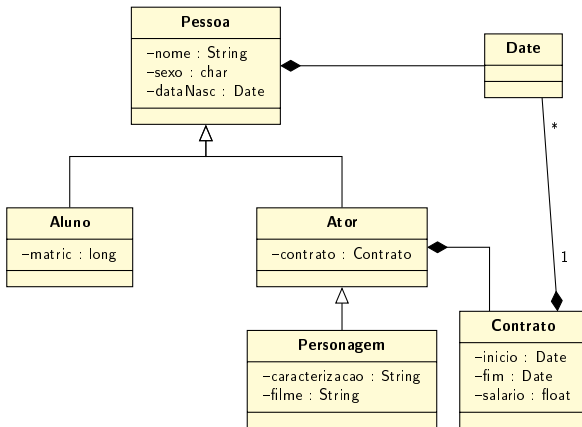 Pessoa
–nome : String
–sexo : char
–dataNasc : Date
Date
*
1
Aluno
–matric : long
Ator
–contrato : Contrato
Personagem
–caracterizacao : String
–filme : String
Contrato
–inicio : Date
–fim : Date
–salario : float